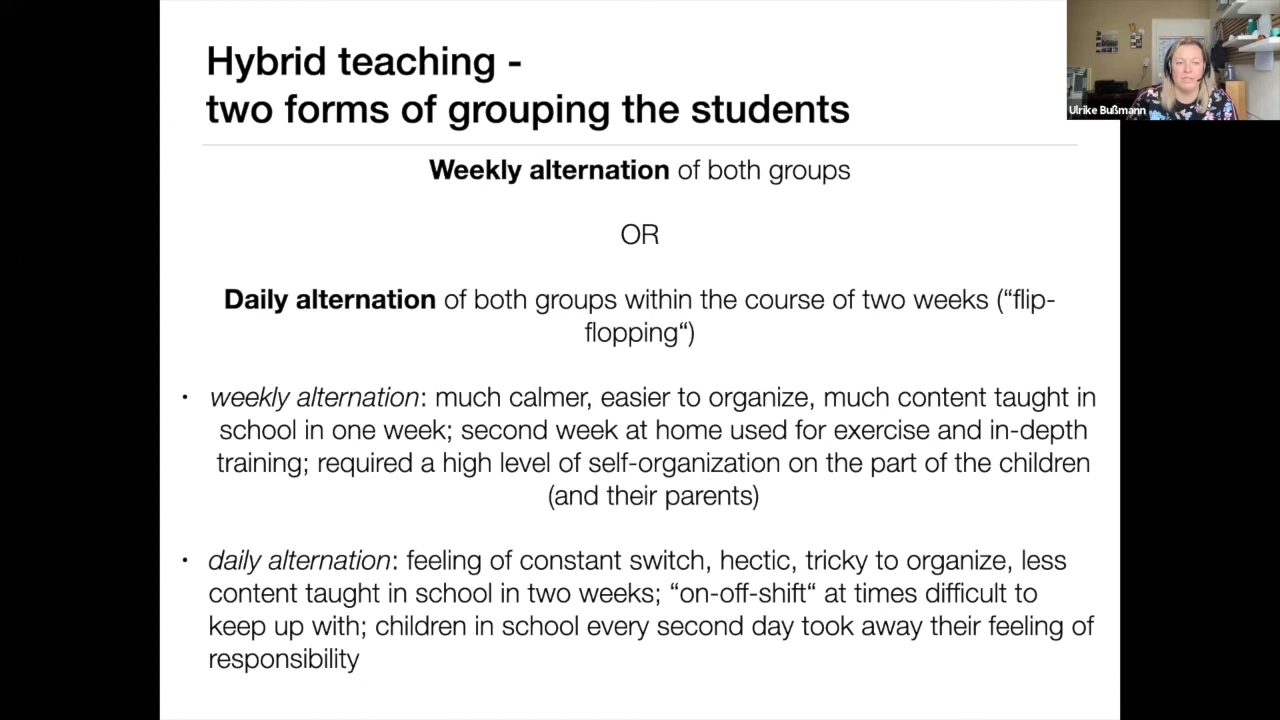 Hybrid teaching -
two forms of grouping the students
Ulrike Bußmann
Weekly alternation of both groups
OR
Daily alternation of both groups within the course of two weeks (“flip-
flopping“)
• weekly alternation: much calmer, easier to organize, much content taught in
school in one week; second week at home used for exercise and in-depth
training; required a high level of self-organization on the part of the children
(and their parents)
• daily alternation: feeling of constant switch, hectic, tricky to organize, less
content taught in school in two weeks; “on-off-shift“ at times difficult to
keep up with; children in school every second day took away their feeling of
responsibility